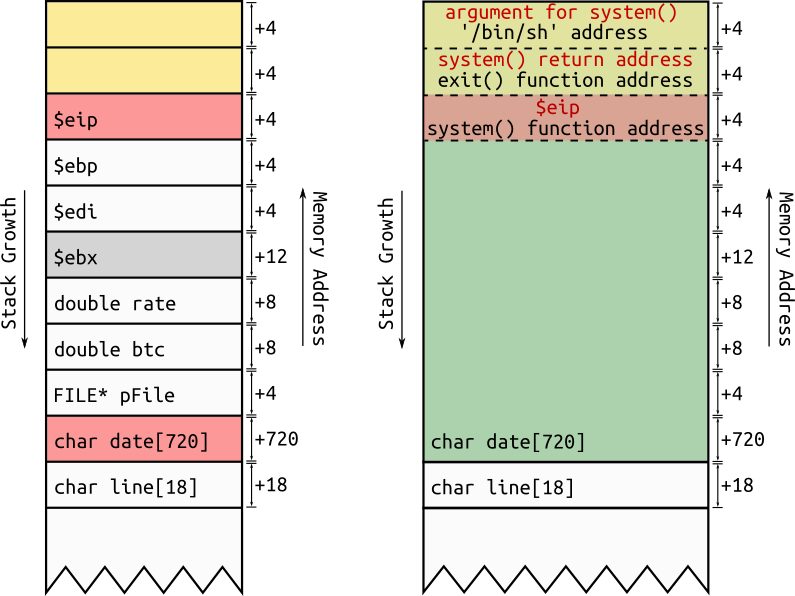 +4
+4
$eip
+4
$ebp
+4
$edi
+4
$ebx
+12
double rate
+8
double btc
+8
FILE* pFile
+4
char date[720]
+720
char line[18]
+18
Stack Growth
Memory Address
argument for system()
'/bin/sh' address
+4
system() return address
exit() function address
+4
$eip
system() function address
+4
+4
+4
+12
+8
+8
+4
char date[720]
+720
char line[18]
+18
Stack Growth
Memory Address